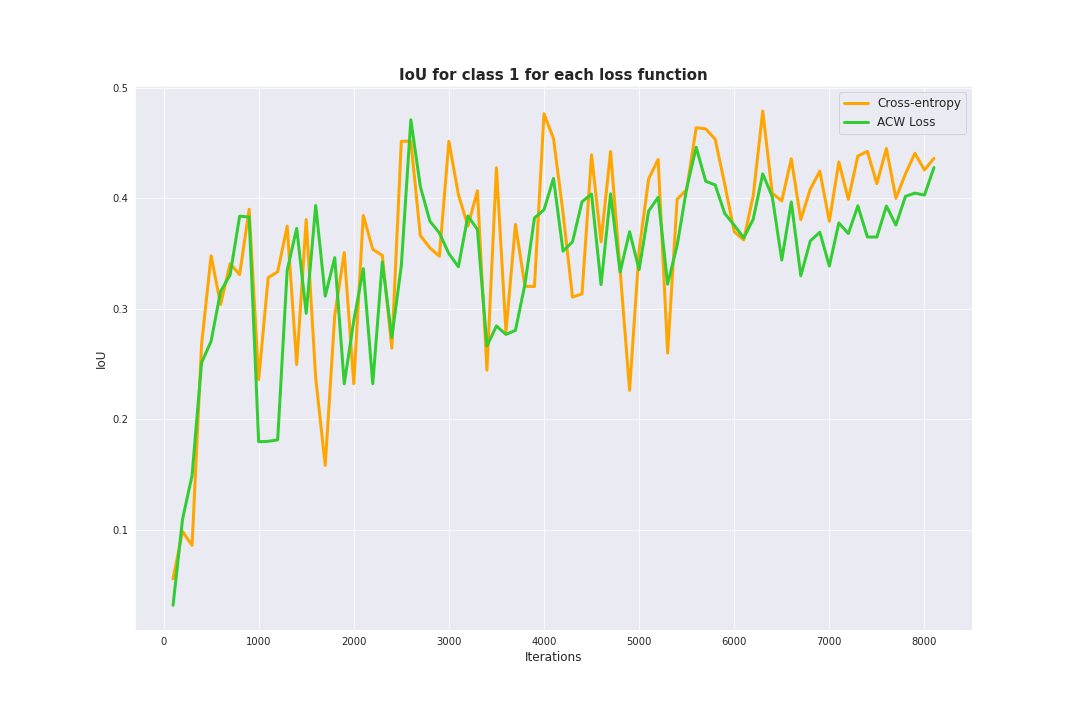 IoU for class 1 for each loss function
Cross-entropy
ACW Loss
0.5
0.4
0.3
0.2
0.1
IoU
0 1000 2000 3000 4000 5000 6000 7000 8000
Iterations